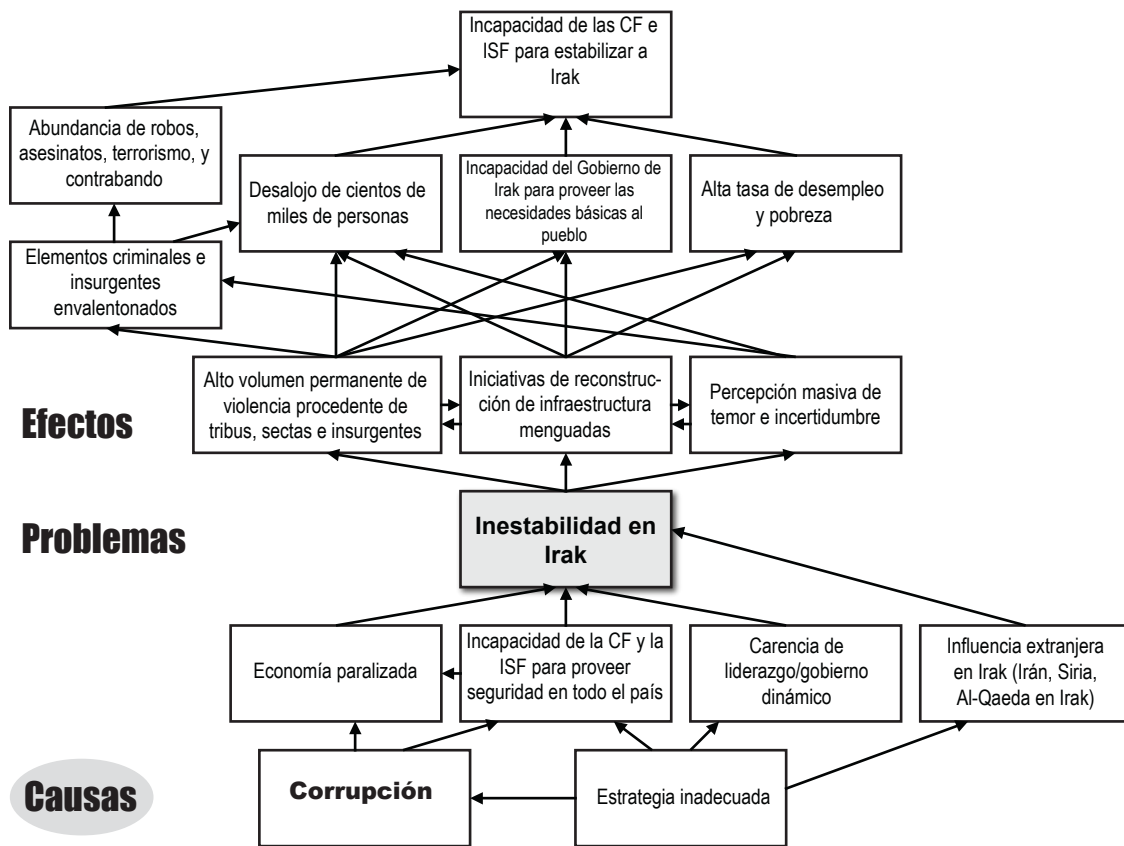 Incapacidad de las CF e
ISF para estabilizar a
Irak
Abundancia de robos,
asesinatos, terrorismo, y
contrabando
Desalojo de cientos de
miles de personas
Incapacidad del Gobierno de
Irak para proveer las
necesidades básicas al
pueblo
Alta tasa de desempleo
y pobreza
Elementos criminales e
insurgentes
envalentonados
Efectos
Alto volumen permanente de
violencia procedente de
tribus, sectas e insurgentes
Iniciativas de reconstruc-
ción de infraestructura
menguadas
Percepción masiva de
temor e incertidumbre
Problemas
Inestabilidad en
Irak
Economía paralizada
Incapacidad de la CF y la
ISF para proveer
seguridad en todo el país
Carencia de
liderazgo/gobierno
dinámico
Influencia extranjera
en Irak (Irán, Siria,
Al-Qaeda en Irak)
Causas
Corrupción
Estrategia inadecuada